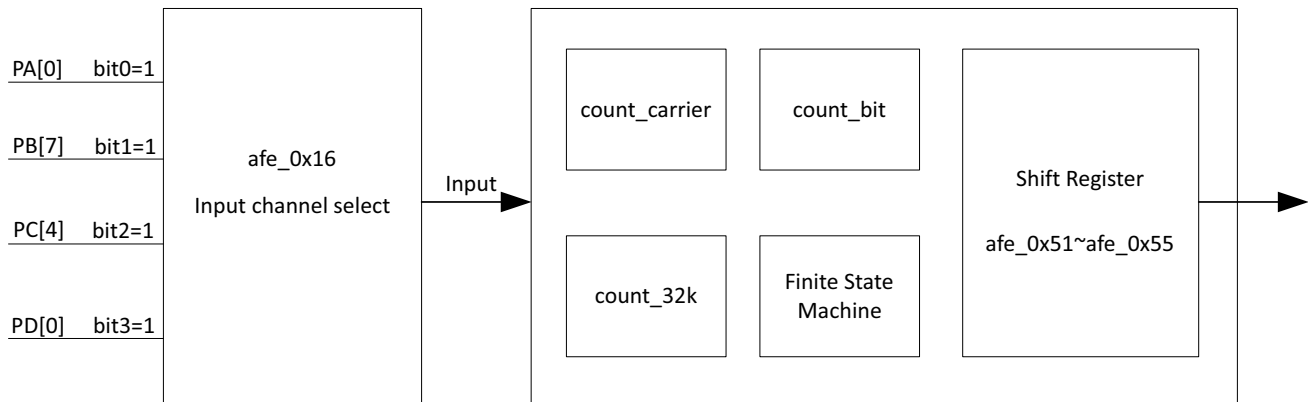 PA[0] bit0=1
PB[7] bit1=1
PC[4] bit2=1
PD[0] bit3=1
afe_0x16
Input channel select
Input
count_carrier
count_bit
count_32k
Finite State
Machine
Shift Register
afe_0x51~afe_0x55